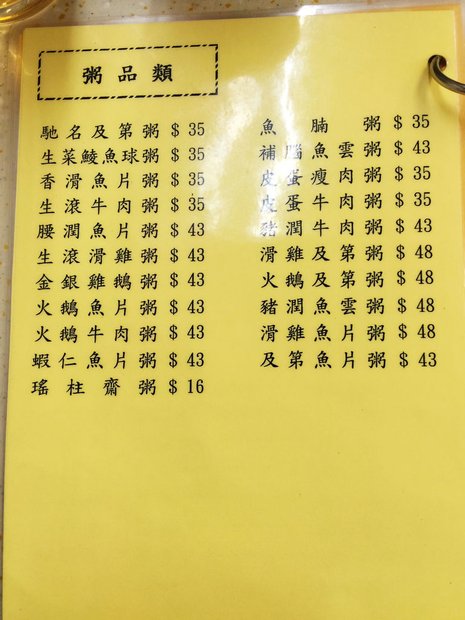 粥品類
馳名及第粥 $ 35
生菜鯪魚球粥 $ 35
香滑魚片粥 $ 35
生滾牛肉粥 $ 35
腰潤魚片粥 $ 43
生滾滑雞粥 $ 43
金銀雞鵝粥 $ 43
火鵝魚片粥 $ 43
火鵝牛肉粥 $ 43
蝦仁魚片粥 $ 43
瑤柱齋粥 $ 16
魚腩粥 $ 35
補腦魚雲粥 $ 43
皮蛋瘦肉粥 $ 35
皮蛋牛肉粥 $ 35
豬潤牛肉粥 $ 43
滑雞及第粥 $ 48
火鵝及第粥 $ 48
豬潤魚雲粥 $ 48
滑雞魚片粥 $ 48
及第魚片粥 $ 43